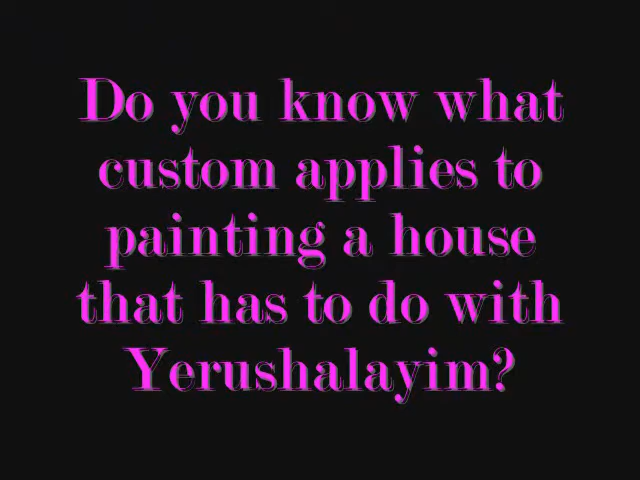 Do you know what
custom applies to
painting a house
that has to do with
Yerushalayim?